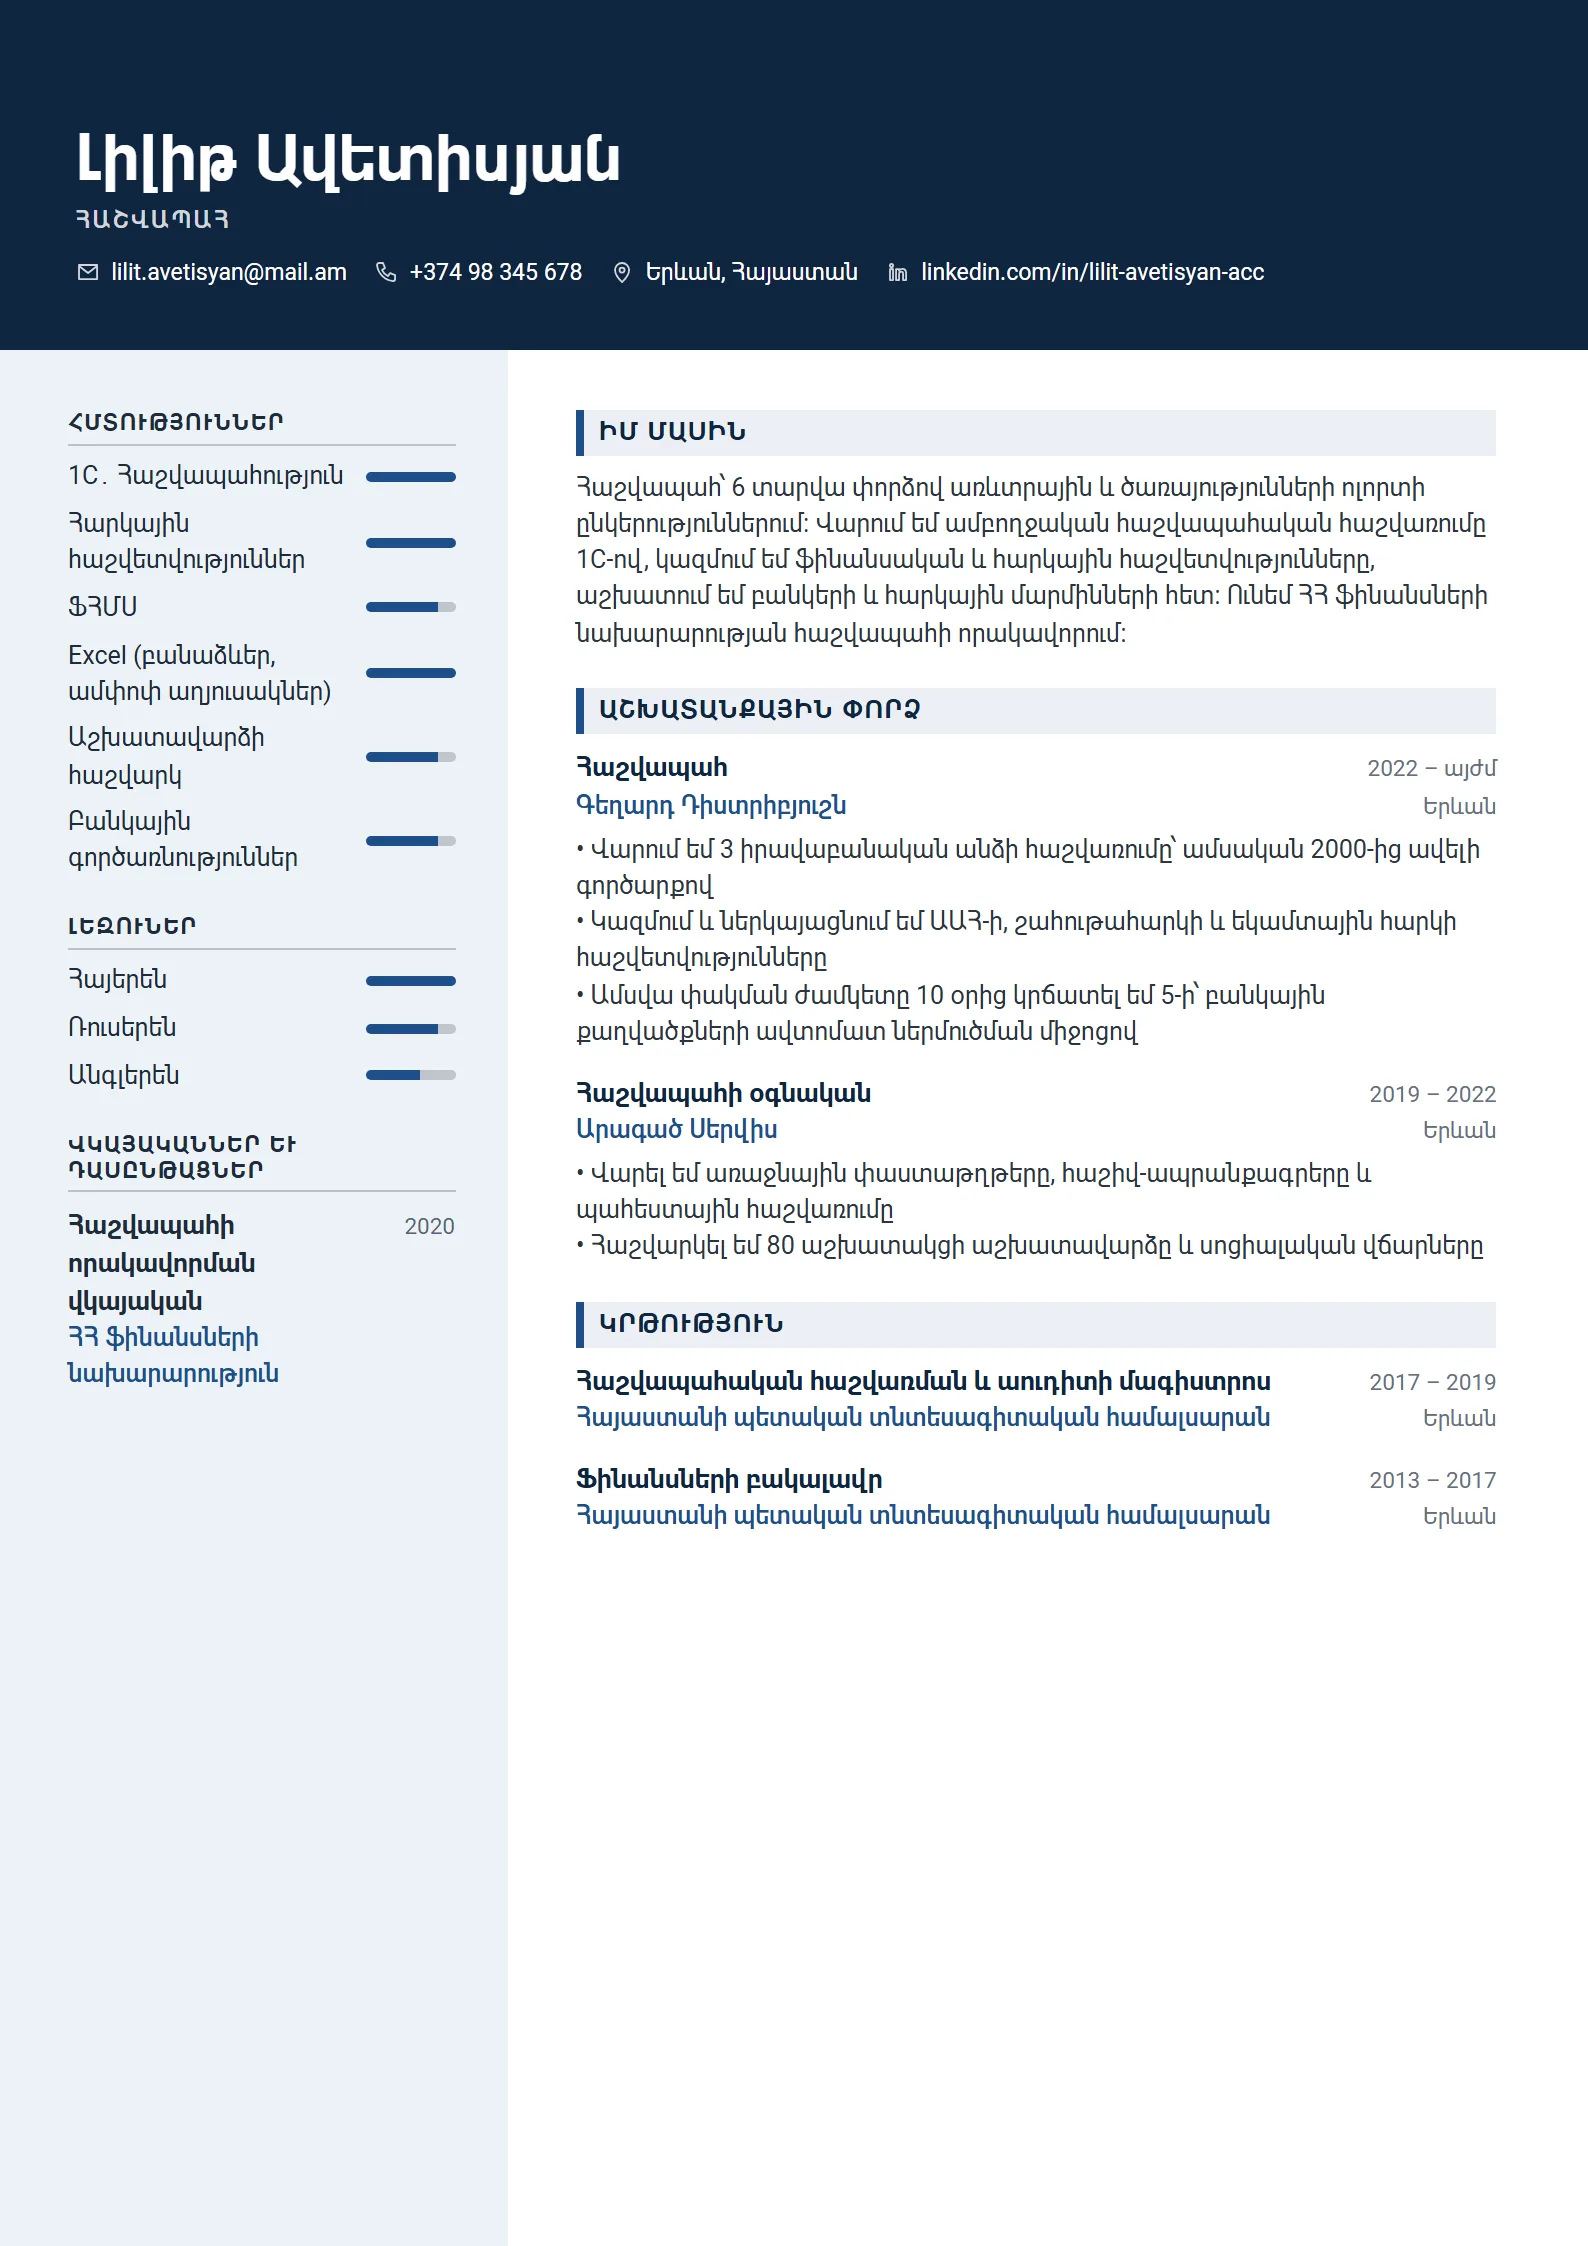 Լիլիթ Ավետիսյան
ՀԱՇՎԱՊԱՀ
lilit.avetisyan@mail.am +374 98 345 678 Երևան, Հայաստան linkedin.com/in/lilit-avetisyan-acc
ՀՄՏՈՒԹՅՈՒՆՆԵՐ
1C․ Հաշվապահություն
Հարկային
հաշվետվություններ
ՖՀՄՍ
Excel (բանաձևեր,
ամփոփ աղյուսակներ)
Աշխատավարձի
հաշվարկ
Բանկային
գործառնություններ
ԼԵԶՈՒՆԵՐ
Հայերեն
Ռուսերեն
Անգլերեն
ՎԿԱՅԱԿԱՆՆԵՐ ԵՒ
ԴԱՍԸՆԹԱՑՆԵՐ
Հաշվապահի 2020
որակավորման
վկայական
ՀՀ ֆինանսների
նախարարություն
ԻՄ ՄԱՍԻՆ
Հաշվապահ՝ 6 տարվա փորձով առևտրային և ծառայությունների ոլորտի
ընկերություններում։ Վարում եմ ամբողջական հաշվապահական հաշվառումը
1C-ով, կազմում եմ ֆինանսական և հարկային հաշվետվությունները,
աշխատում եմ բանկերի և հարկային մարմինների հետ։ Ունեմ ՀՀ ֆինանսների
նախարարության հաշվապահի որակավորում։
ԱՇԽԱՏԱՆՔԱՅԻՆ ՓՈՐՁ
Հաշվապահ 2022 – այժմ
Գեղարդ Դիստրիբյուշն Երևան
• Վարում եմ 3 իրավաբանական անձի հաշվառումը՝ ամսական 2000-ից ավելի
գործարքով
• Կազմում և ներկայացնում եմ ԱԱՀ-ի, շահութահարկի և եկամտային հարկի
հաշվետվությունները
• Ամսվա փակման ժամկետը 10 օրից կրճատել եմ 5-ի՝ բանկային
քաղվածքների ավտոմատ ներմուծման միջոցով
Հաշվապահի օգնական 2019 – 2022
Արագած Սերվիս Երևան
• Վարել եմ առաջնային փաստաթղթերը, հաշիվ-ապրանքագրերը և
պահեստային հաշվառումը
• Հաշվարկել եմ 80 աշխատակցի աշխատավարձը և սոցիալական վճարները
ԿՐԹՈՒԹՅՈՒՆ
Հաշվապահական հաշվառման և աուդիտի մագիստրոս 2017 – 2019
Հայաստանի պետական տնտեսագիտական համալսարան Երևան
Ֆինանսների բակալավր 2013 – 2017
Հայաստանի պետական տնտեսագիտական համալսարան Երևան